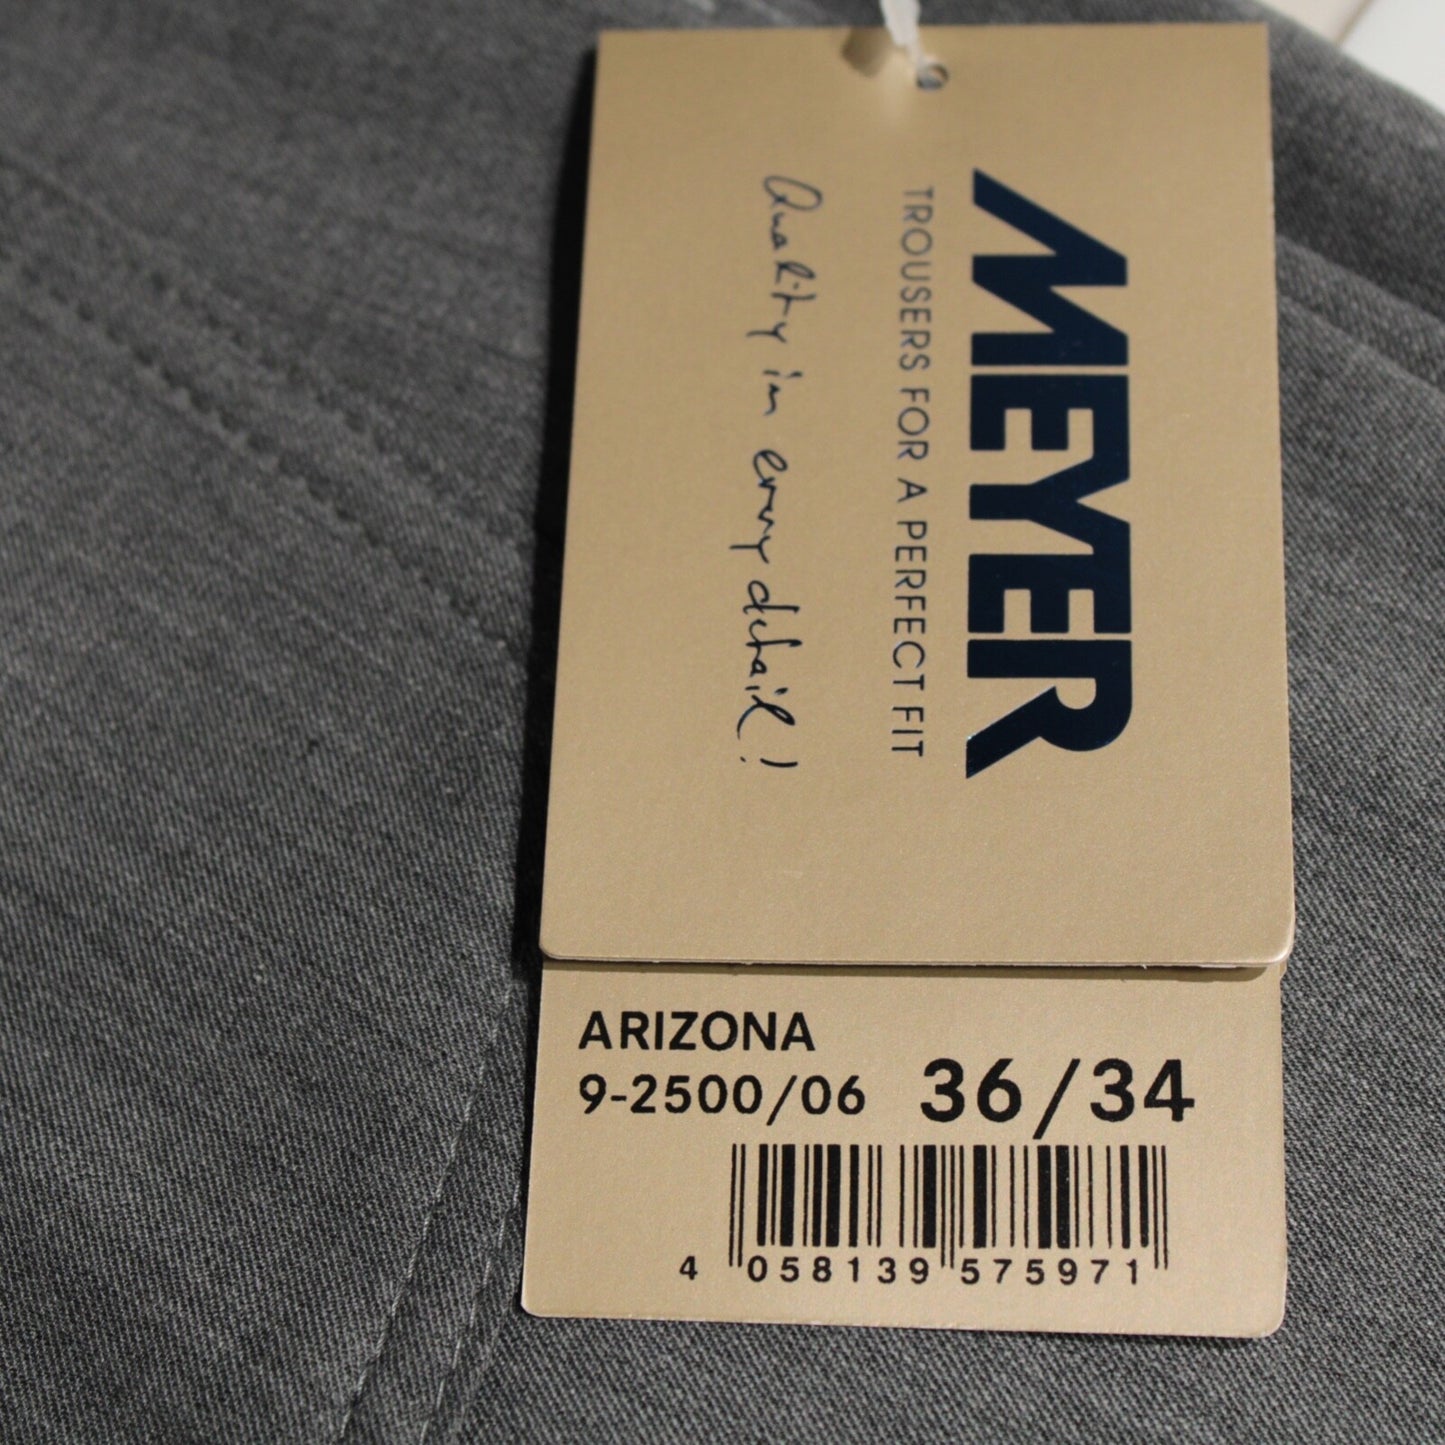 MEYER
TROUSERS FOR A PERFECT FIT
Quality in every detail!
ARIZONA
9-2500/06 36/34
4 058139 575971